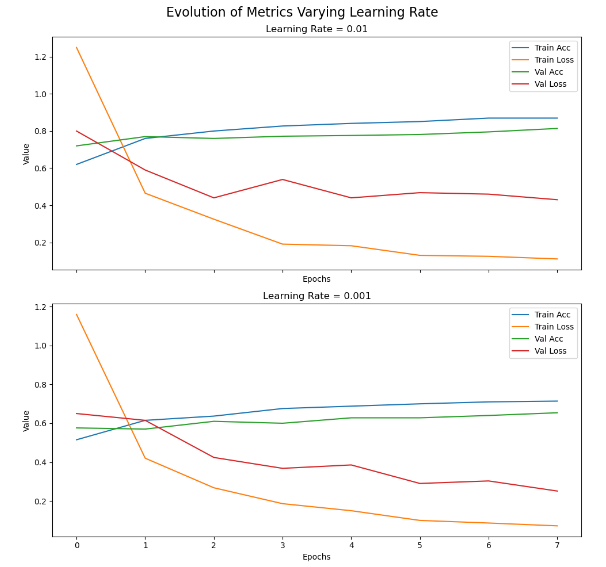 Evolution of Metrics Varying Learning Rate
Learning Rate = 0.01
1.2
1.0
0.8
0.6
0.4
0.2
Value
Train Acc
Train Loss
Val Acc
Val Loss
Epochs
Learning Rate = 0.001
1.2
1.0
0.8
0.6
0.4
0.2
Value
Train Acc
Train Loss
Val Acc
Val Loss
0 1 2 3 4 5 6 7
Epochs